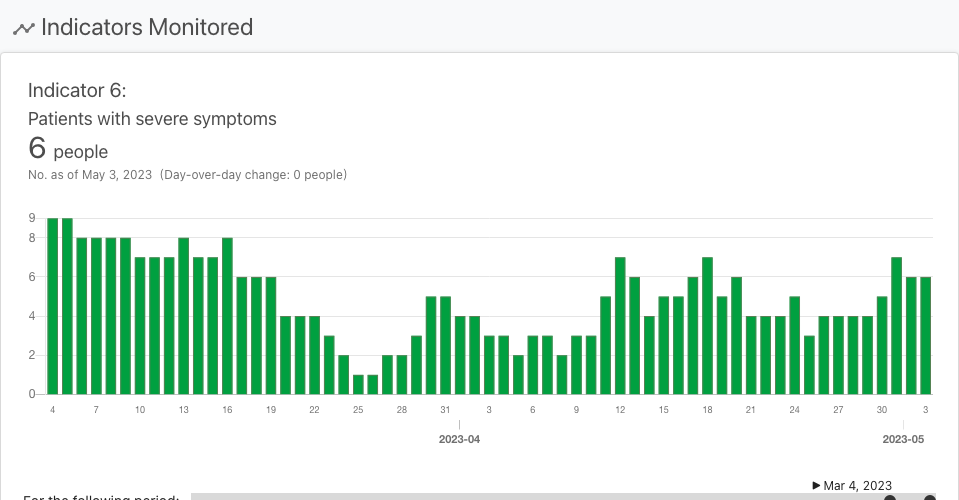 Indicators Monitored
Indicator 6:
Patients with severe symptoms
6 people
No. as of May 3, 2023 (Day-over-day change: 0 people)
9
8
6
4
2
0
4 7 10 13 16 19 22 25 28 31 3 6 9 12 15 18 21 24 27 30 3
2023-04 2023-05
▶ Mar 4, 2023
For the following period: